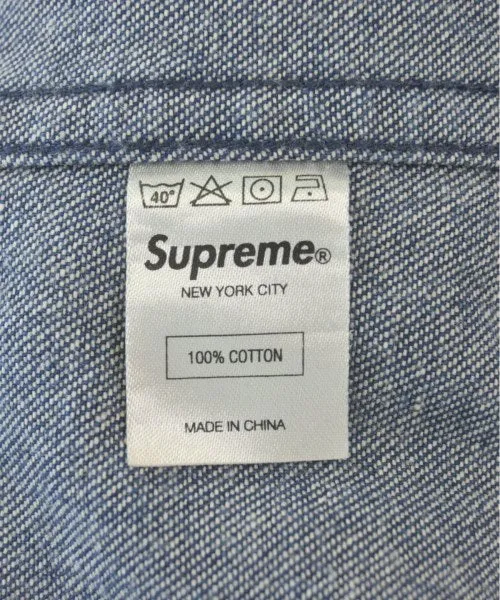 40°
Supreme®
NEW YORK CITY
100% COTTON
MADE IN CHINA